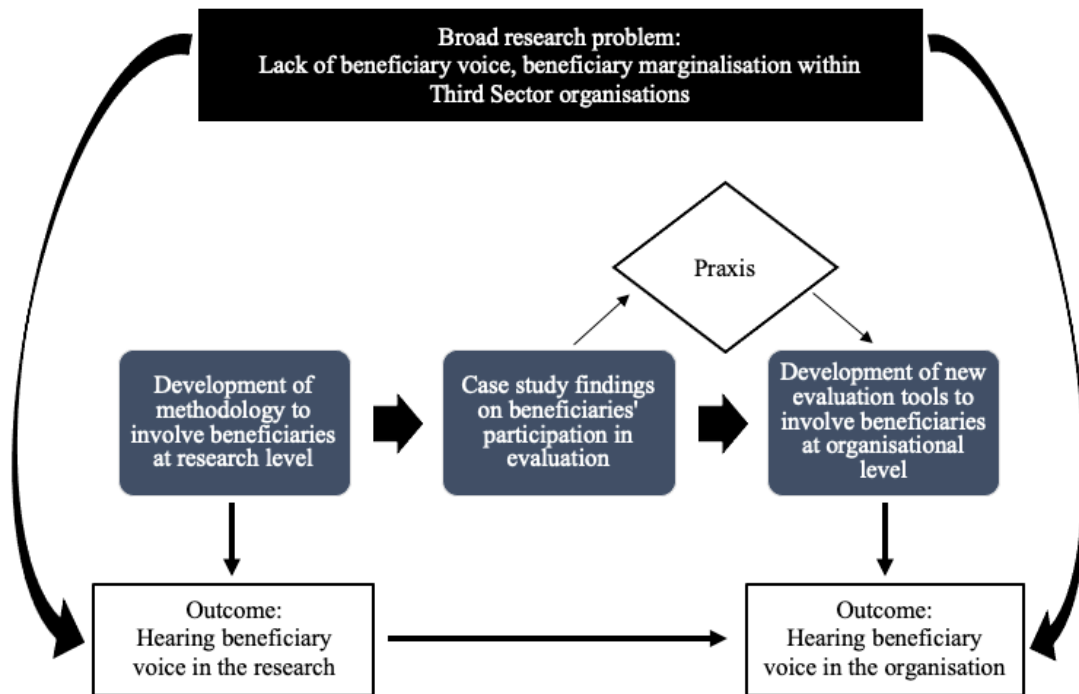 Broad research problem:
Lack of beneficiary voice, beneficiary marginalisation within
Third Sector organisations
Praxis
Development of
methodology to
involve beneficiaries
at research level
Case study findings
on beneficiaries'
participation in
evaluation
Development of new
evaluation tools to
involve beneficiaries
at organisational
level
Outcome:
Hearing beneficiary
voice in the research
Outcome:
Hearing beneficiary
voice in the organisation